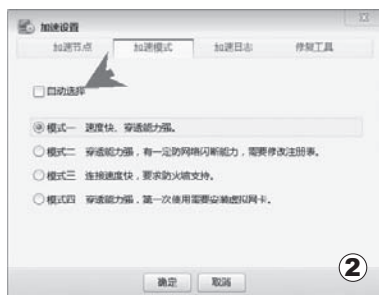 加速设置
加速节点 加速模式 加速日志 修复工具
自动选择
模式一 速度快、穿透能力强。
模式二 穿透能力强，有一定防网络闪断能力，需要修改注册表。
模式三 连接速度快，要求防火墙支持。
模式四 穿透能力强，第一次使用需要安装虚拟网卡。
确定 取消
②